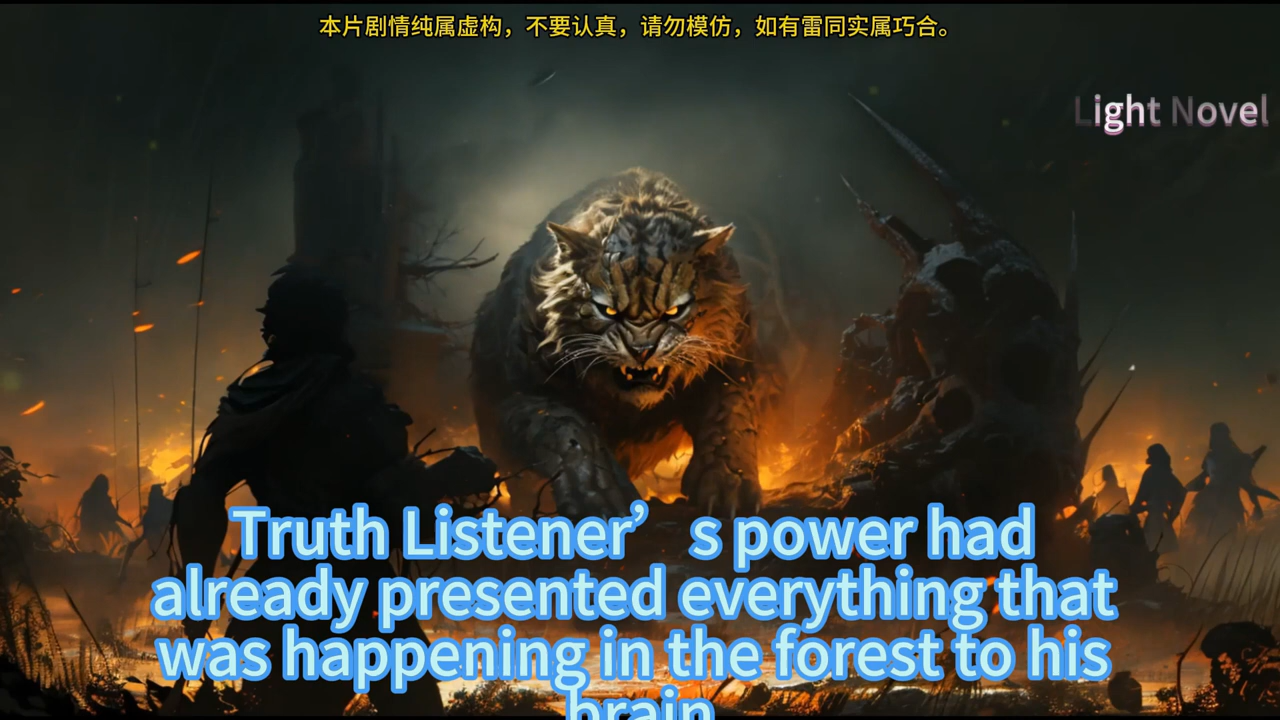 本片剧情纯属虚构，不要认真，请勿模仿，如有雷同实属巧合。
Light Novel
Truth Listener’s power had
already presented everything that
was happening in the forest to his
brain